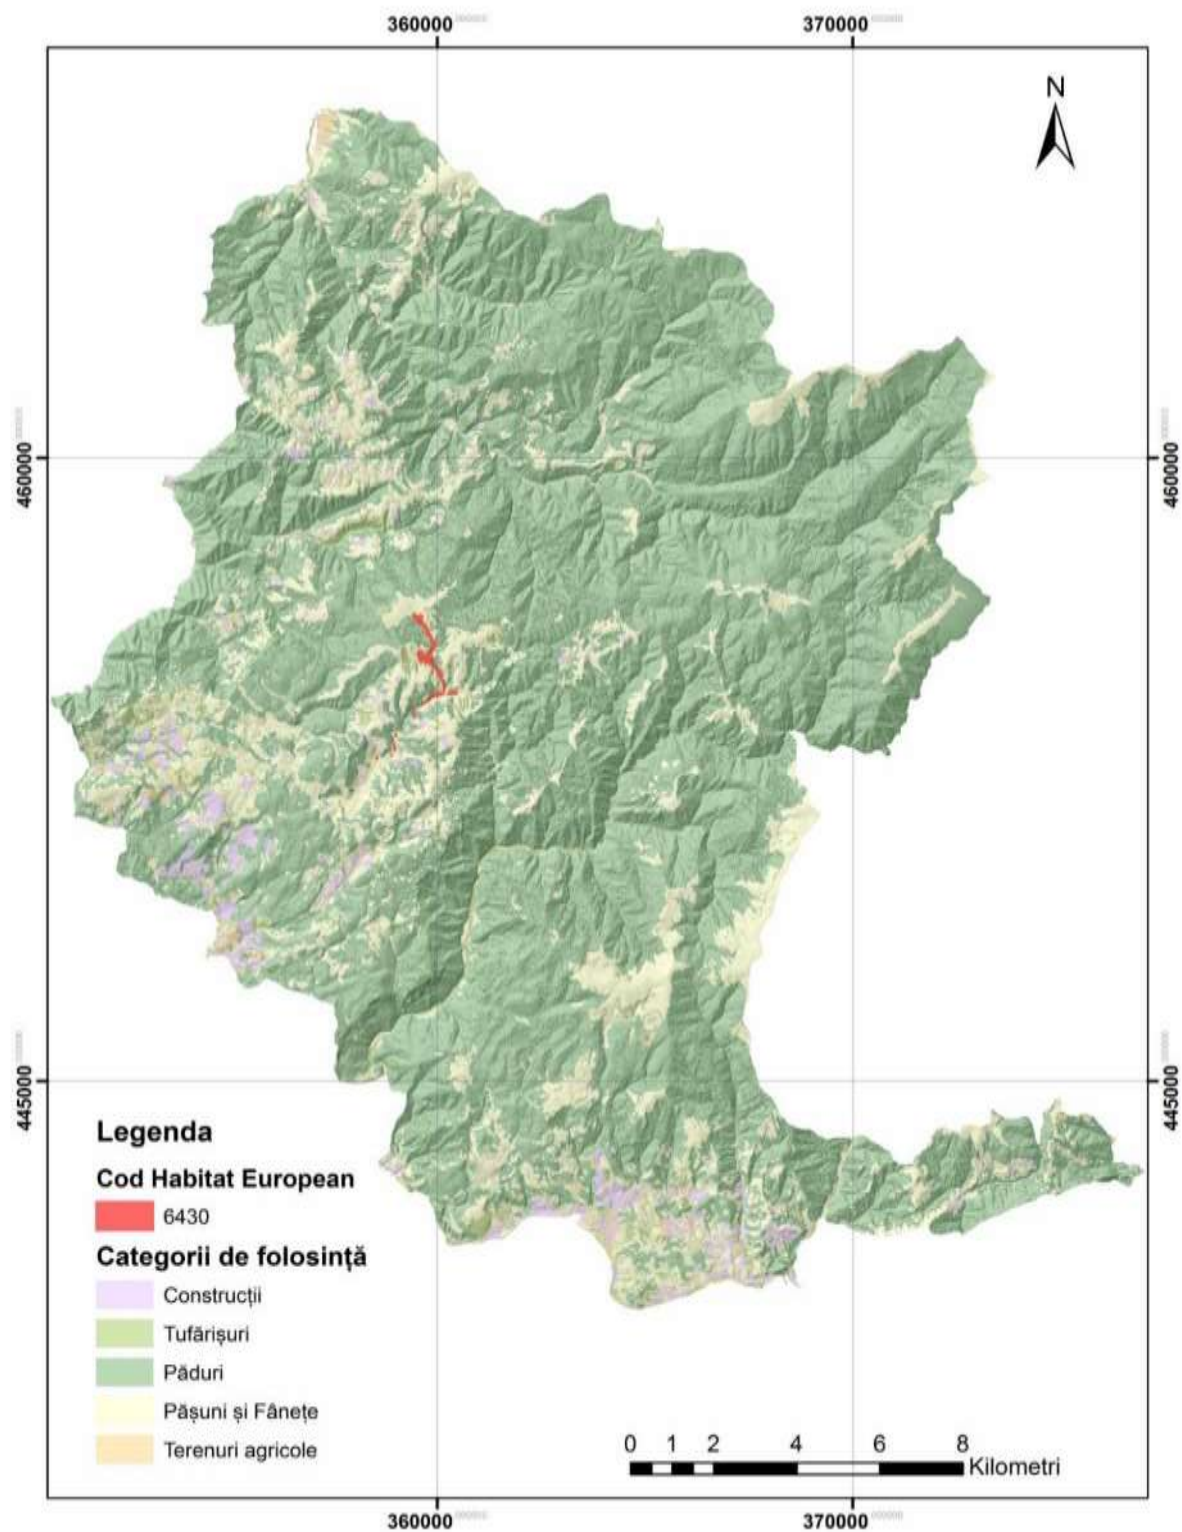 360000 370000
N
460000 460000
445000 445000
Legenda
Cod Habitat European
6430
Categorii de folosință
Construcții
Tufărișuri
Păduri
Pășuni și Fânețe
Terenuri agricole
0 1 2 4 6 8
Kilometri
360000 370000